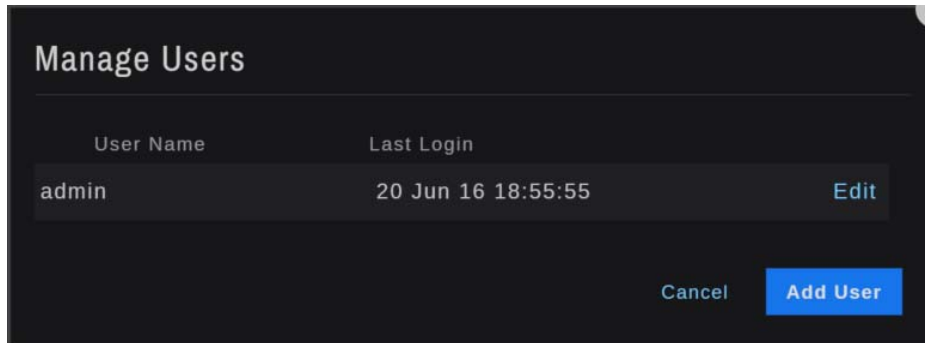 Manage Users
User Name Last Login
admin 20 Jun 16 18:55:55 Edit
Cancel Add User